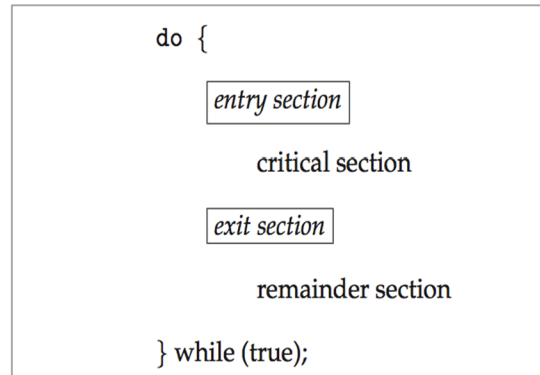 do {
entry section
critical section
exit section
remainder section
} while (true);